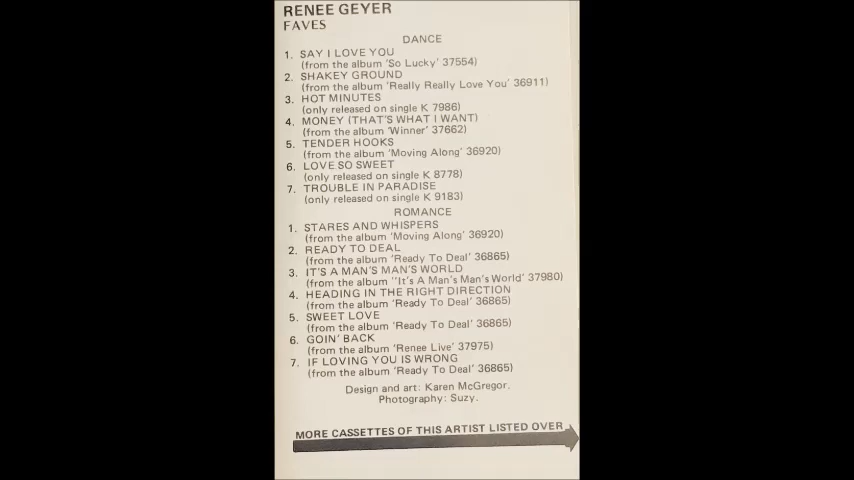 RENEE GEYER
FAVES
DANCE
1. SAY I LOVE YOU
(from the album 'So Lucky' 37554)
2. SHAKEY GROUND
(from the album 'Really Really Love You' 36911)
3. HOT MINUTES
(only released on single K 7986)
4. MONEY (THAT'S WHAT I WANT)
(from the album 'Winner' 37662)
5. TENDER HOOKS
(from the album 'Moving Along' 36920)
6. LOVE SO SWEET
(only released on single K 8778)
7. TROUBLE IN PARADISE
(only released on single K 9183)
ROMANCE
1. STARES AND WHISPERS
(from the album 'Moving Along' 36920)
2. READY TO DEAL
(from the album 'Ready To Deal' 36865)
3. IT'S A MAN'S MAN'S WORLD
(from the album ''It's A Man's Man's World' 37980)
4. HEADING IN THE RIGHT DIRECTION
(from the album 'Ready To Deal' 36865)
5. SWEET LOVE
(from the album 'Ready To Deal' 36865)
6. GOIN' BACK
(from the album 'Renee Live' 37975)
7. IF LOVING YOU IS WRONG
(from the album 'Ready To Deal' 36865)
Design and art: Karen McGregor.
Photography: Suzy.
MORE CASSETTES OF THIS ARTIST LISTED OVER